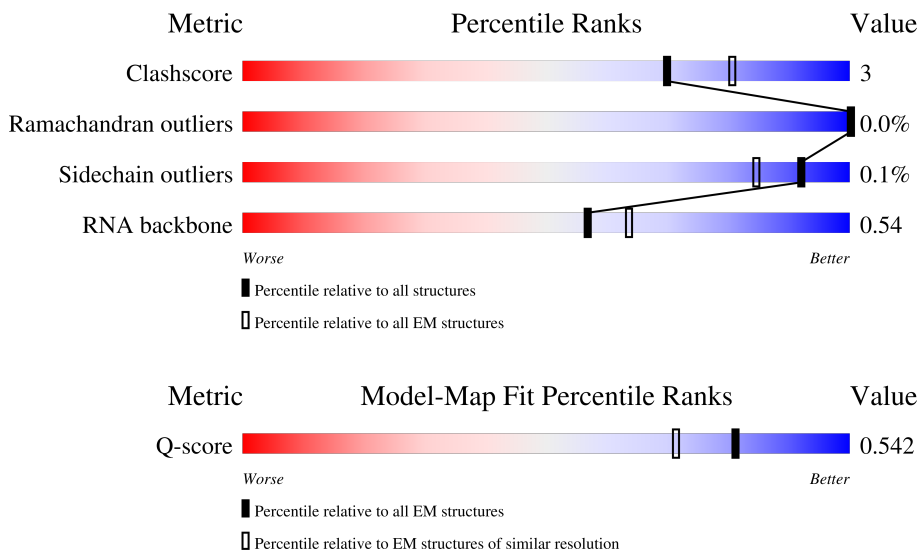 Metric Percentile Ranks Value
Clashscore 3
Ramachandran outliers 0.0%
Sidechain outliers 0.1%
RNA backbone 0.54
Worse Better
Percentile relative to all structures
Percentile relative to all EM structures
Metric Model-Map Fit Percentile Ranks Value
Q-score 0.542
Worse Better
Percentile relative to all EM structures
Percentile relative to EM structures of similar resolution